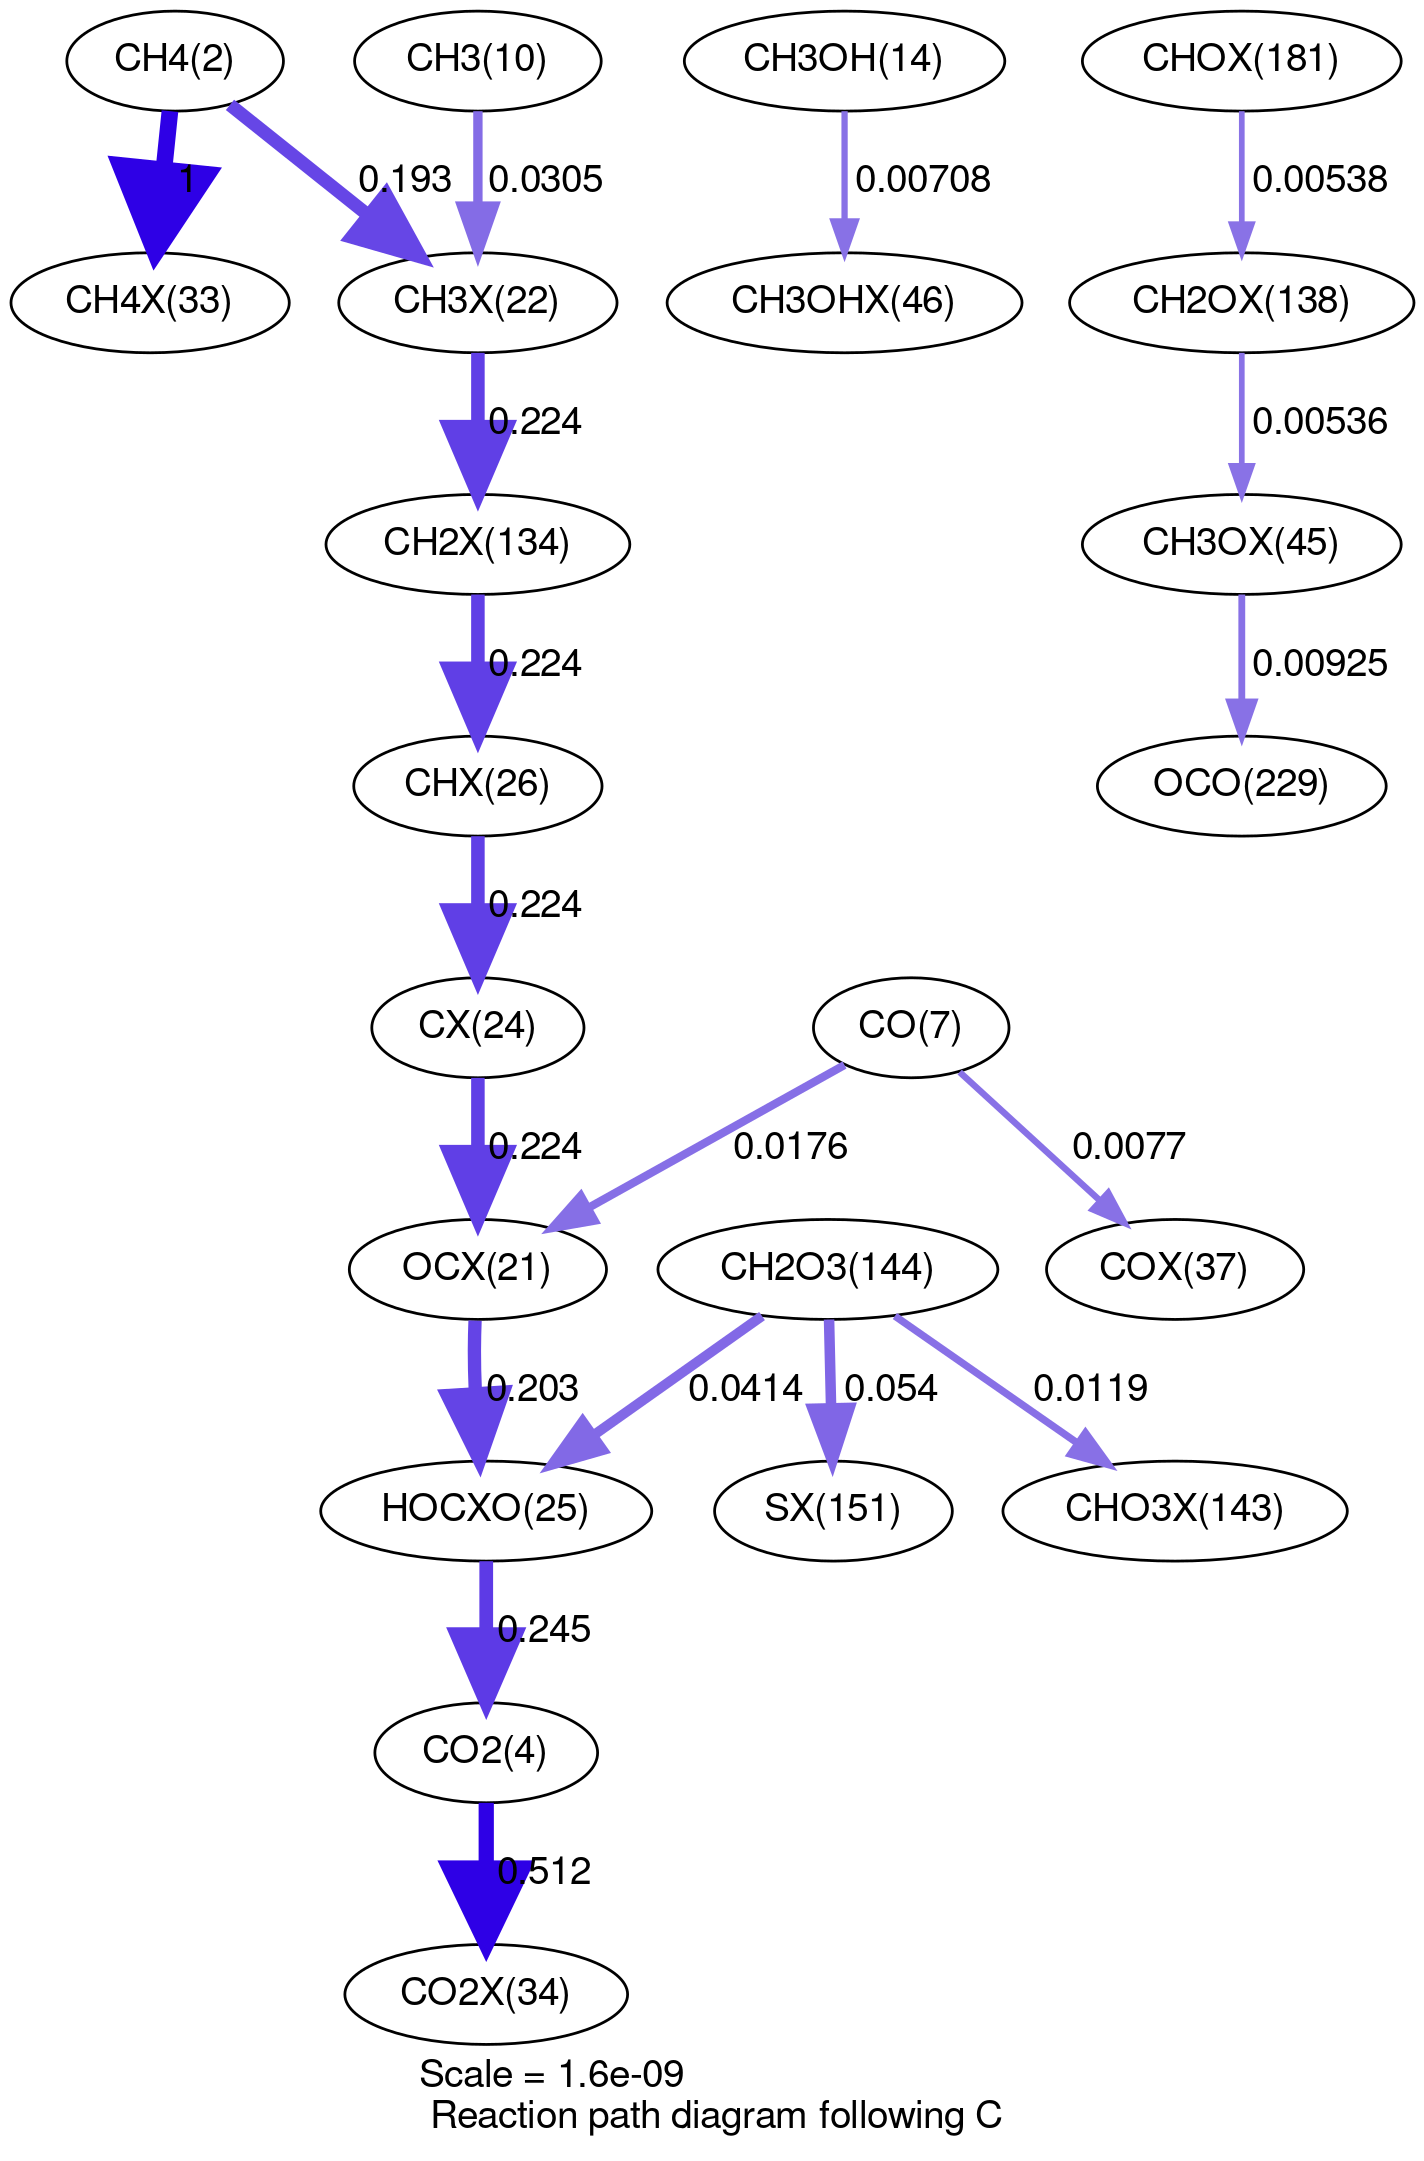 CH4(2)
CH3(10)
CH3OH(14)
CHOX(181)
1
0.193
0.0305
0.00708
0.00538
CH4X(33)
CH3X(22)
CH3OHX(46)
CH2OX(138)
0.224
0.00536
CH2X(134)
CH3OX(45)
0.224
0.00925
CHX(26)
OCO(229)
0.224
CX(24)
CO(7)
0.224
0.0176
0.0077
OCX(21)
CH2O3(144)
COX(37)
0.203
0.0414
0.054
0.0119
HOCXO(25)
SX(151)
CHO3X(143)
0.245
CO2(4)
0.512
CO2X(34)
Scale = 1.6e-09
Reaction path diagram following C